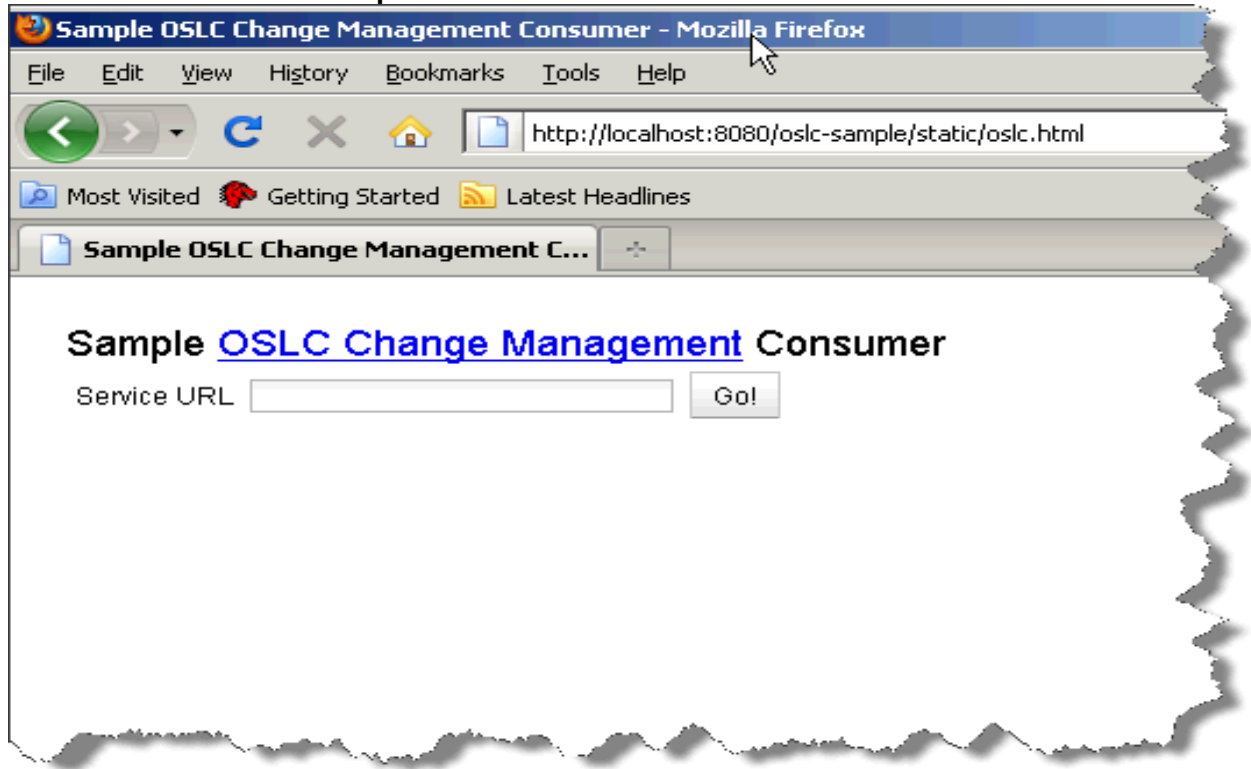 Sample OSLC Change Management Consumer - Mozilla Firefox
File Edit View History Bookmarks Tools Help
http://localhost:8080/oslc-sample/static/oslc.html
Most Visited Getting Started Latest Headlines
Sample OSLC Change Management C...
Sample OSLC Change Management Consumer
Service URL Go!